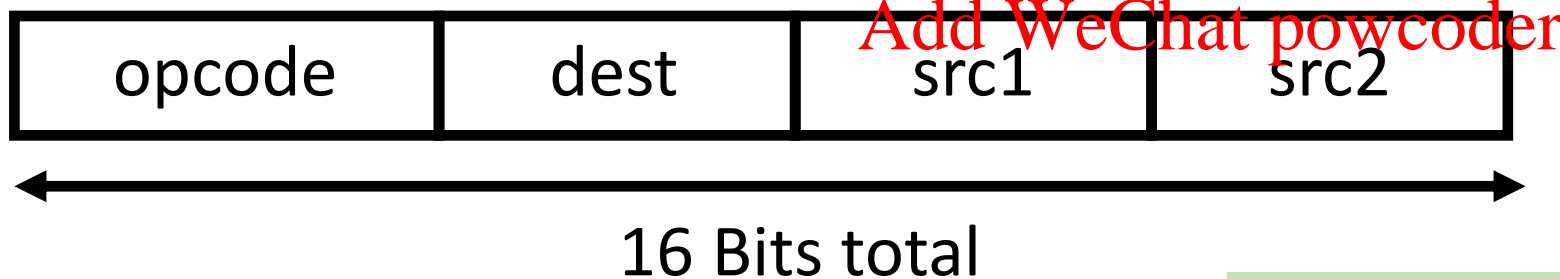 Add WeChat powcoder
opcode dest src1 src2
16 Bits total